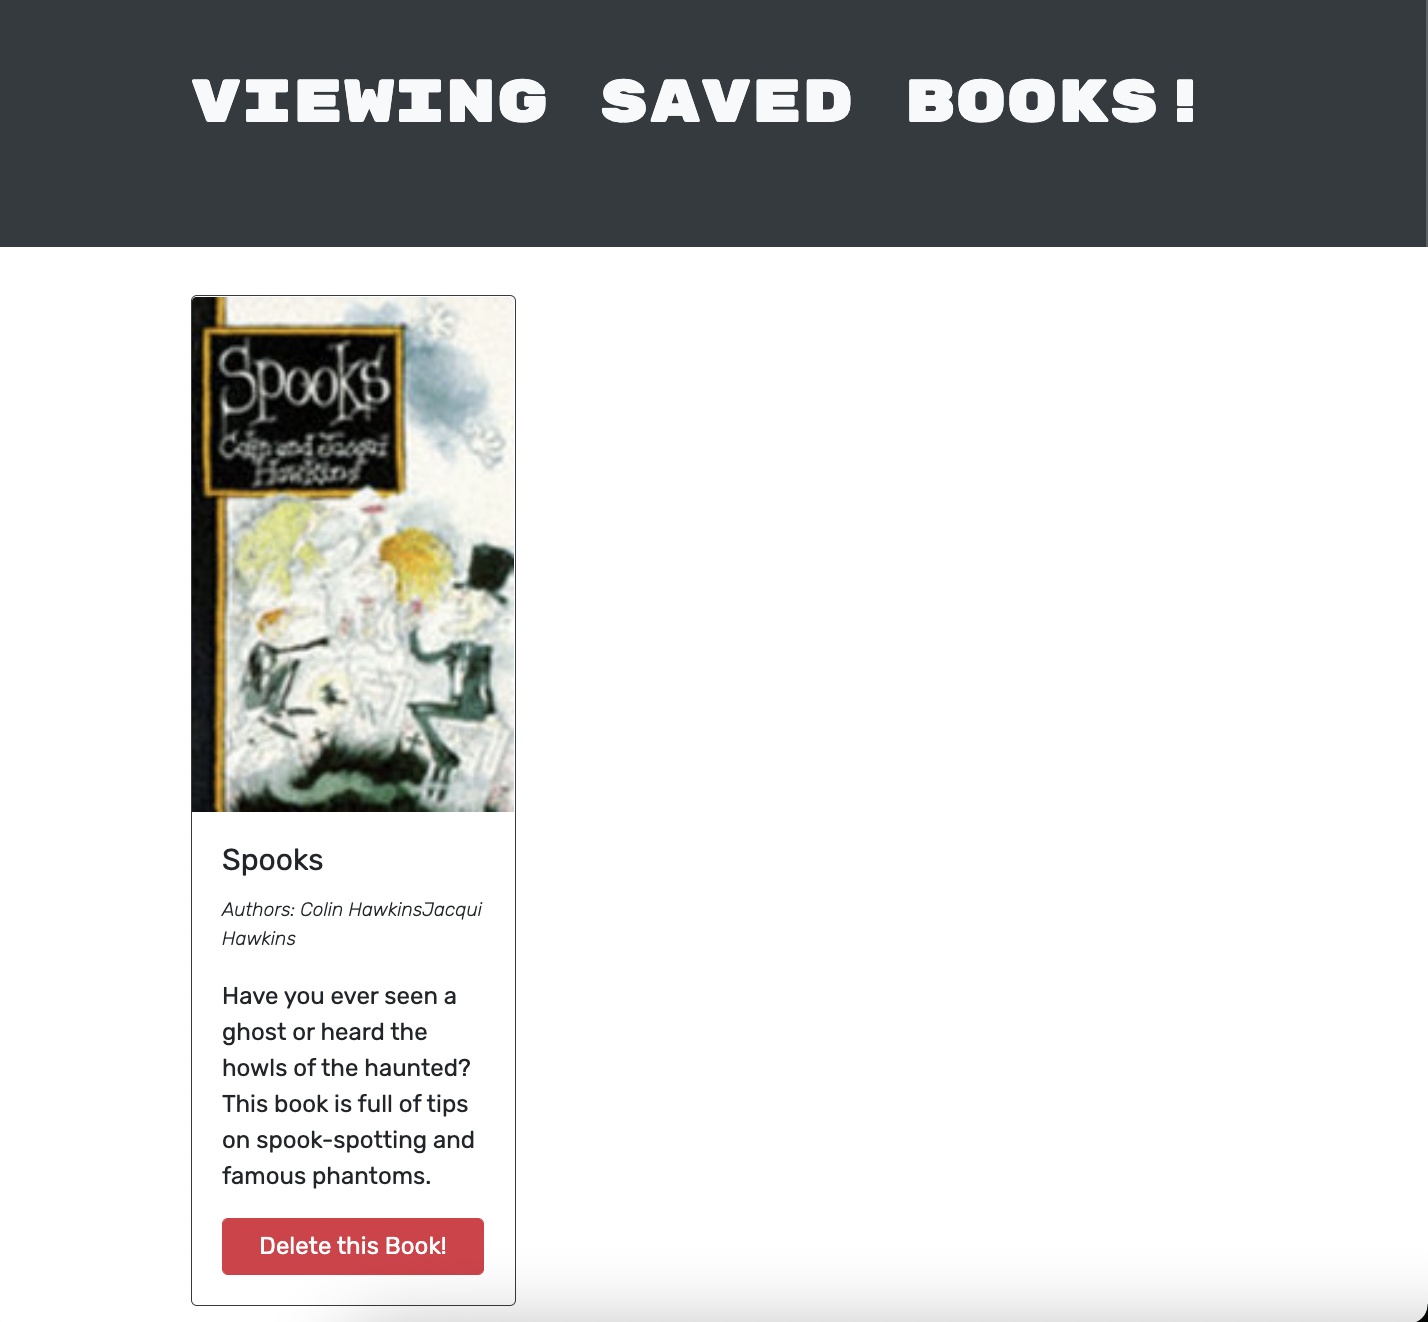 VIEWING SAVED BOOKS!
Spooks
Colin and Jacqui
Hawkins
Spooks
Authors: Colin HawkinsJacqui
Hawkins
Have you ever seen a
ghost or heard the
howls of the haunted?
This book is full of tips
on spook-spotting and
famous phantoms.
Delete this Book!